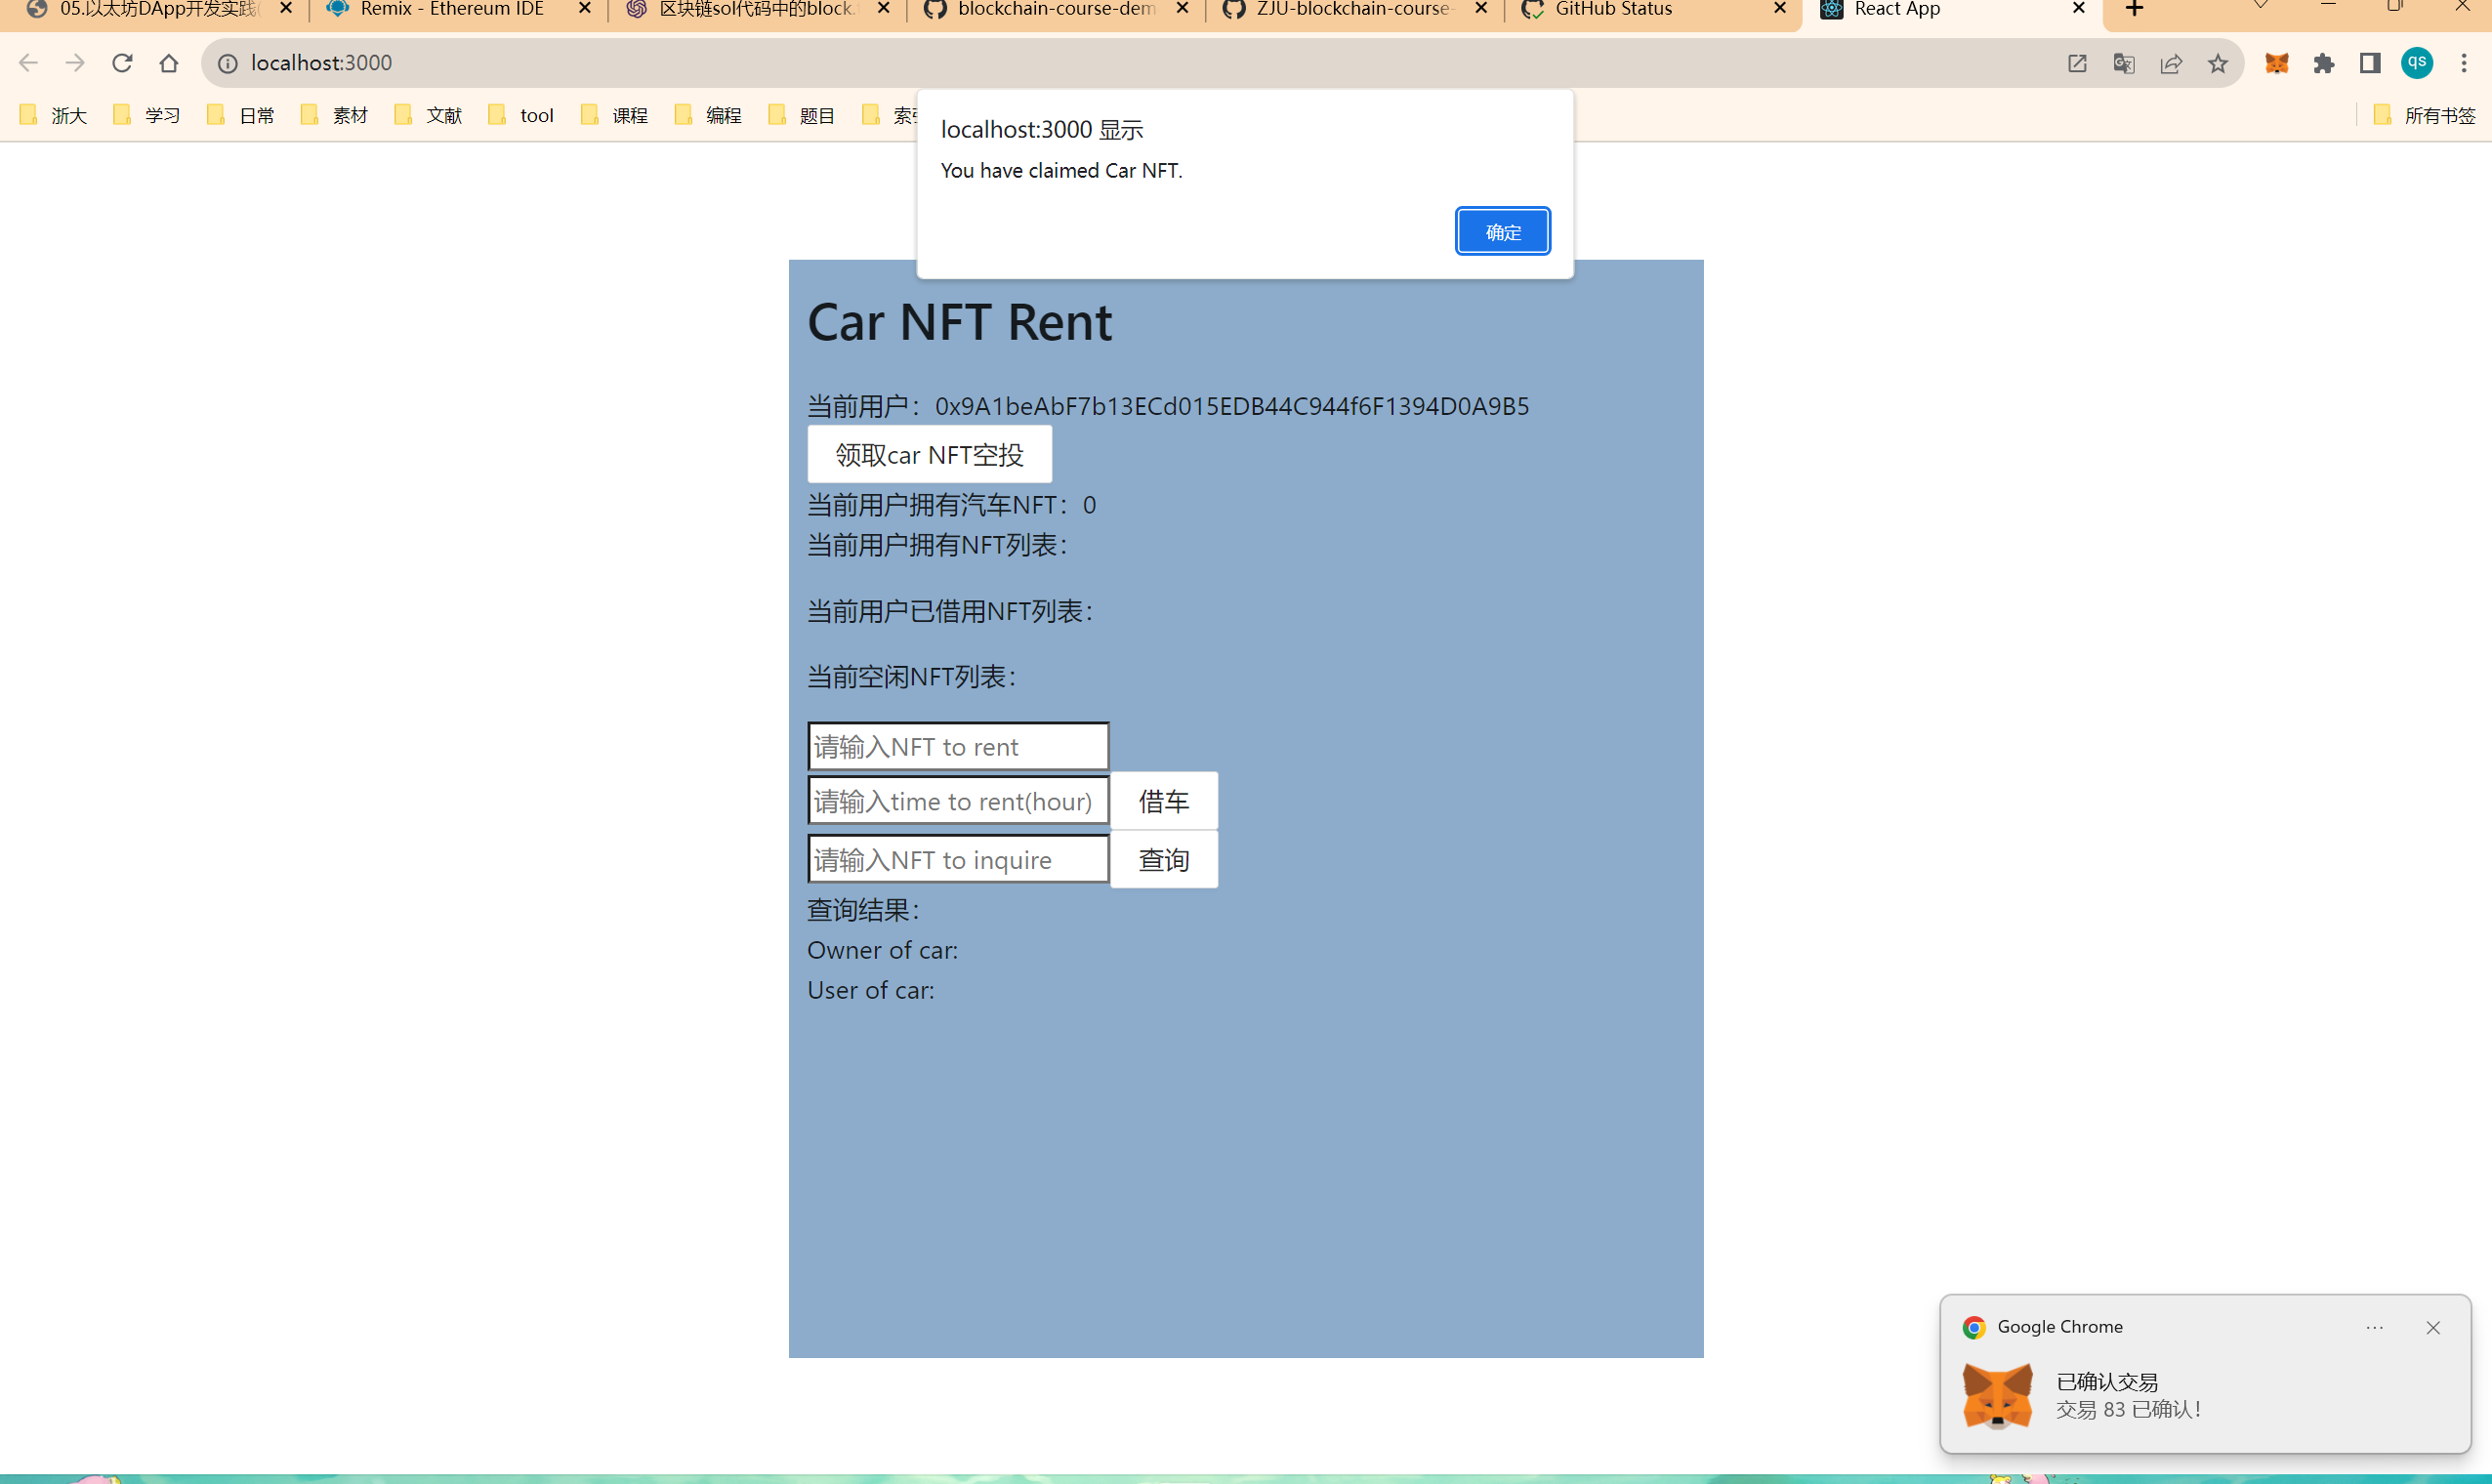 05.以太坊DApp开发实践
Remix - Ethereum IDE
区块链sol代码中的block.
blockchain-course-dem
ZJU-blockchain-course-
GitHub Status
React App
localhost:3000
qs
浙大
学习
日常
素材
文献
tool
课程
编程
题目
所有书签
localhost:3000 显示
You have claimed Car NFT.
确定
Car NFT Rent
当前用户：0x9A1beAbF7b13ECd015EDB44C944f6F1394D0A9B5
领取car NFT空投
当前用户拥有汽车NFT：0
当前用户拥有NFT列表：
当前用户已借用NFT列表：
当前空闲NFT列表：
请输入NFT to rent
请输入time to rent(hour)
借车
请输入NFT to inquire
查询
查询结果：
Owner of car:
User of car:
Google Chrome
已确认交易
交易 83 已确认！